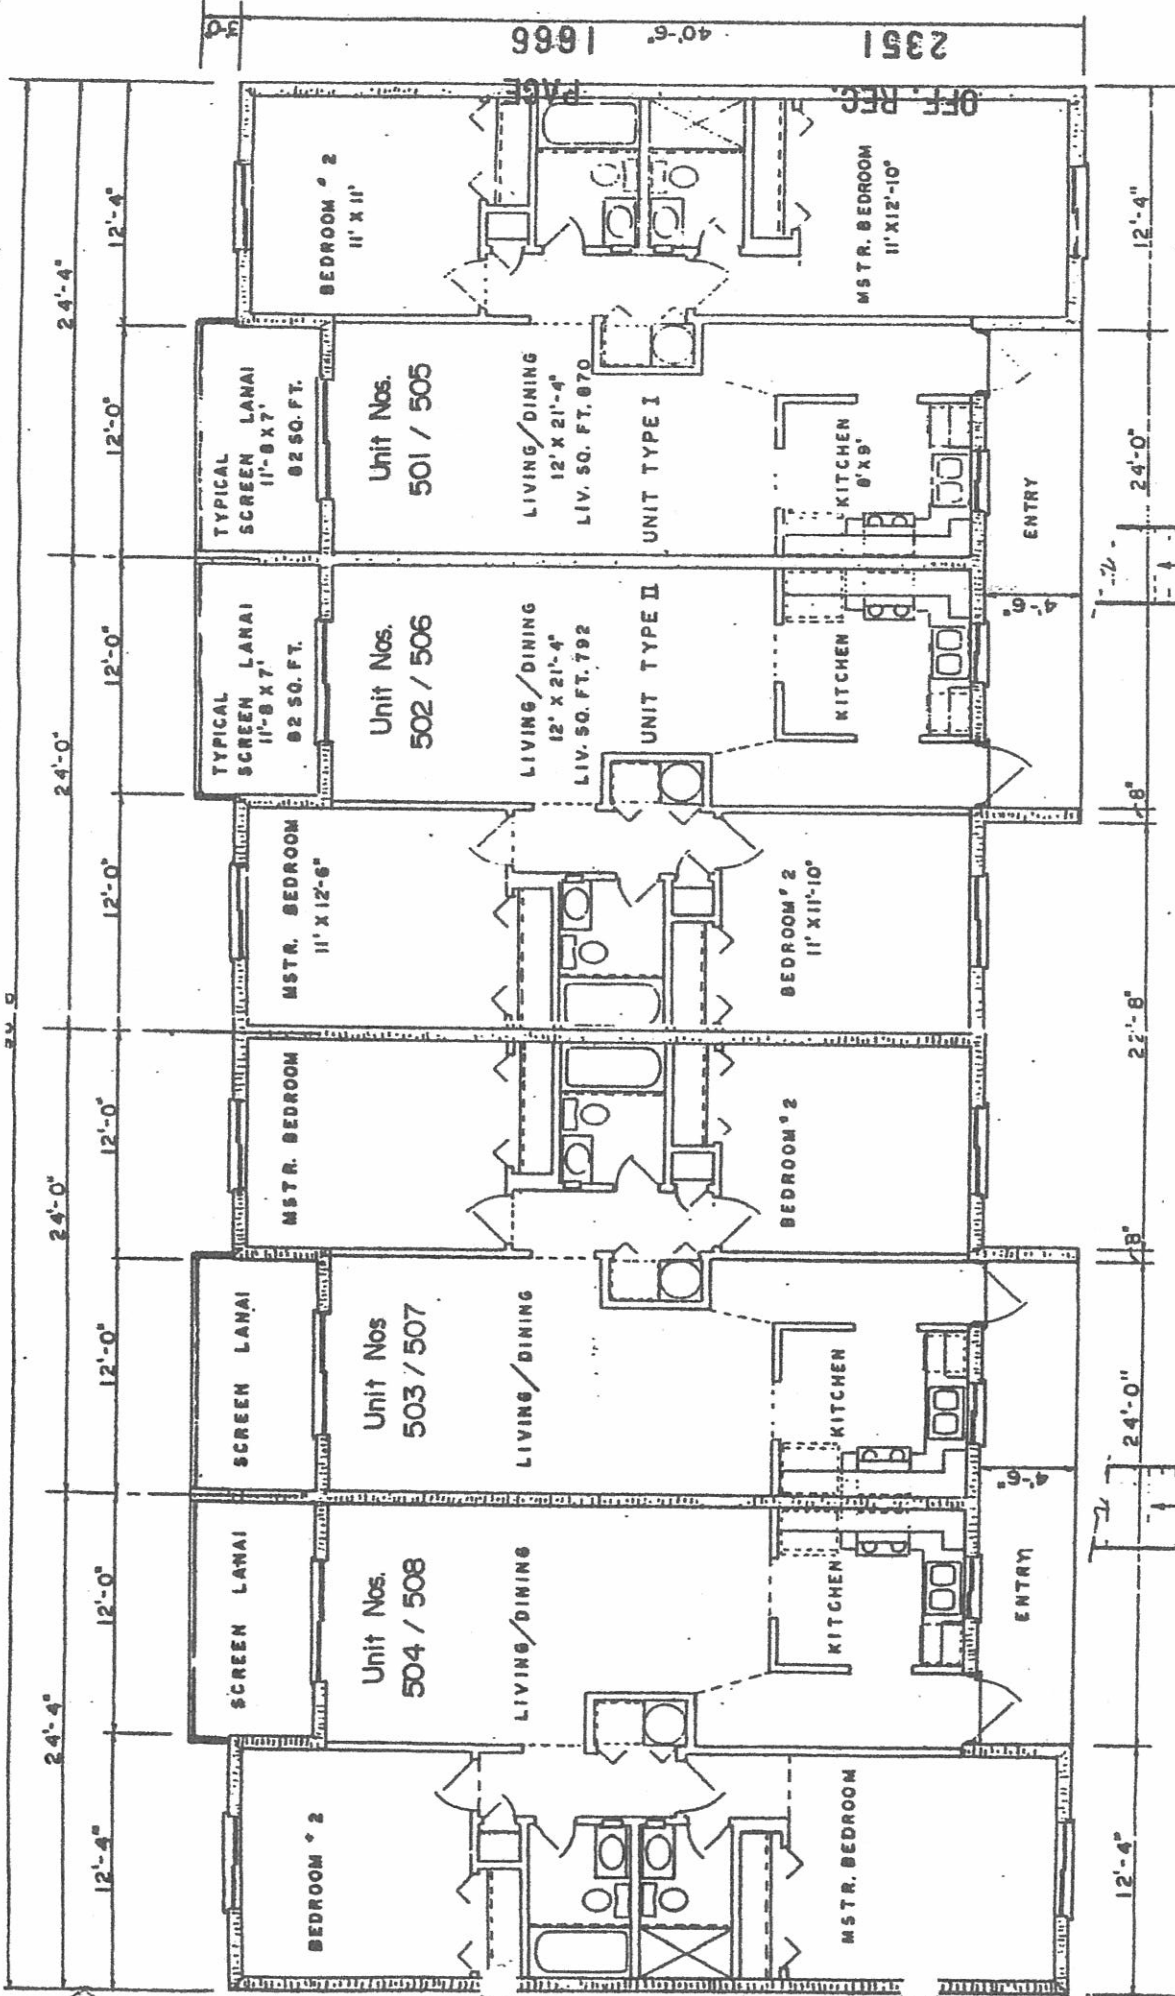 3'-0
40'-6"
OFF. REC. 2351
PAGE 1666
24'-4"
24'-0"
24'-0"
24'-4"
12'-4"
12'-0"
12'-0"
12'-0"
12'-0"
12'-0"
12'-0"
12'-4"
BEDROOM # 2
11' X 11'
MSTR. BEDROOM
11' X 12'-10"
TYPICAL
SCREEN LANAI
11'-8 X 7'
82 SQ. FT.
Unit Nos.
501 / 505
LIVING/DINING
12' X 21'-4"
LIV. SQ. FT. 870
UNIT TYPE I
KITCHEN
8' X 9'
ENTRY
TYPICAL
SCREEN LANAI
11'-8 X 7'
82 SQ. FT.
Unit Nos.
502 / 506
LIVING/DINING
12' X 21'-4"
LIV. SQ. FT. 792
UNIT TYPE II
KITCHEN
4'-6"
MSTR. BEDROOM
11' X 12'-6"
BEDROOM # 2
11' X 11'-10"
MSTR. BEDROOM
BEDROOM # 2
SCREEN LANAI
Unit Nos
503 / 507
LIVING/DINING
KITCHEN
4'-6"
SCREEN LANAI
Unit Nos.
504 / 508
LIVING/DINING
KITCHEN
ENTRY
BEDROOM # 2
MSTR. BEDROOM
12'-4"
24'-0"
8"
22'-8"
8"
24'-0"
12'-4"